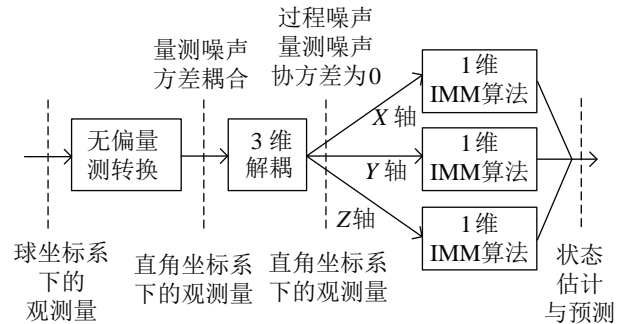 过程噪声
量测噪声
协方差为0
量测噪声
方差耦合
1维
IMM算法
X 轴
无偏量
测转换
3 维
解耦
Y 轴
1维
IMM算法
Z轴
1维
IMM算法
球坐标系
下的
观测量
直角坐标系
下的观测量
直角坐标系
下的观测量
状态
估计
与预测